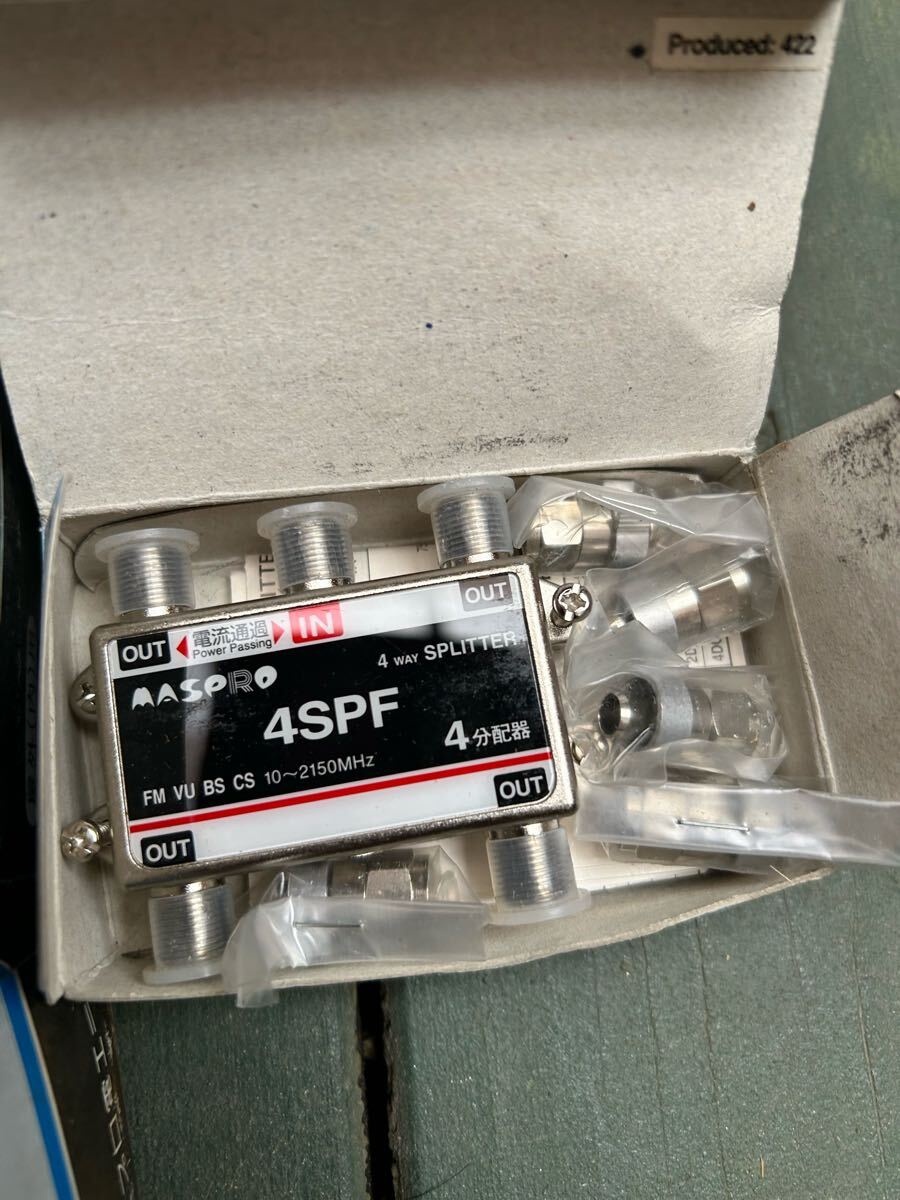 Produced: 422
OUT
電流通過
Power Passing
IN
OUT
MASPRO
4 WAY SPLITTER
4SPF
4分配器
FM VU BS CS 10〜2150MHz
OUT
OUT